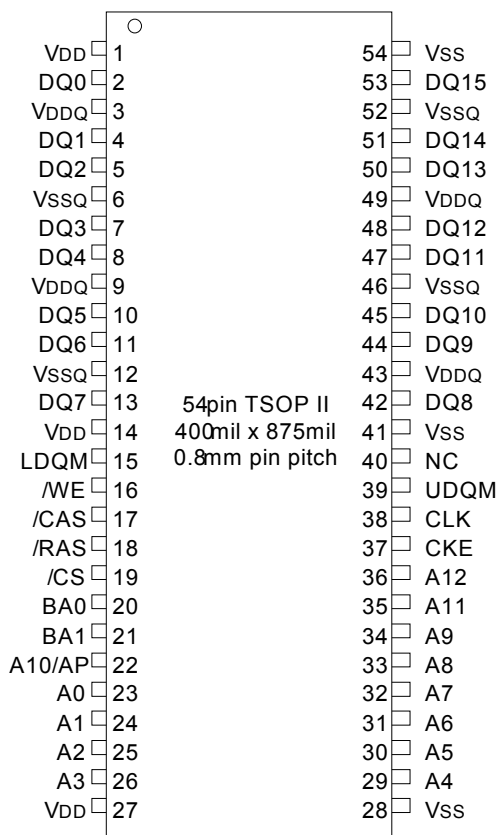 VDD 1 54 VSS
DQ0 2 53 DQ15
VDDQ 3 52 VSSQ
DQ1 4 51 DQ14
DQ2 5 50 DQ13
VSSQ 6 49 VDDQ
DQ3 7 48 DQ12
DQ4 8 47 DQ11
VDDQ 9 46 VSSQ
DQ5 10 45 DQ10
DQ6 11 44 DQ9
VSSQ 12 43 VDDQ
DQ7 13 54pin TSOP II 42 DQ8
VDD 14 400mil x 875mil 41 VSS
LDQM 15 0.8mm pin pitch 40 NC
/WE 16 39 UDQM
/CAS 17 38 CLK
/RAS 18 37 CKE
/CS 19 36 A12
BA0 20 35 A11
BA1 21 34 A9
A10/AP 22 33 A8
A0 23 32 A7
A1 24 31 A6
A2 25 30 A5
A3 26 29 A4
VDD 27 28 VSS